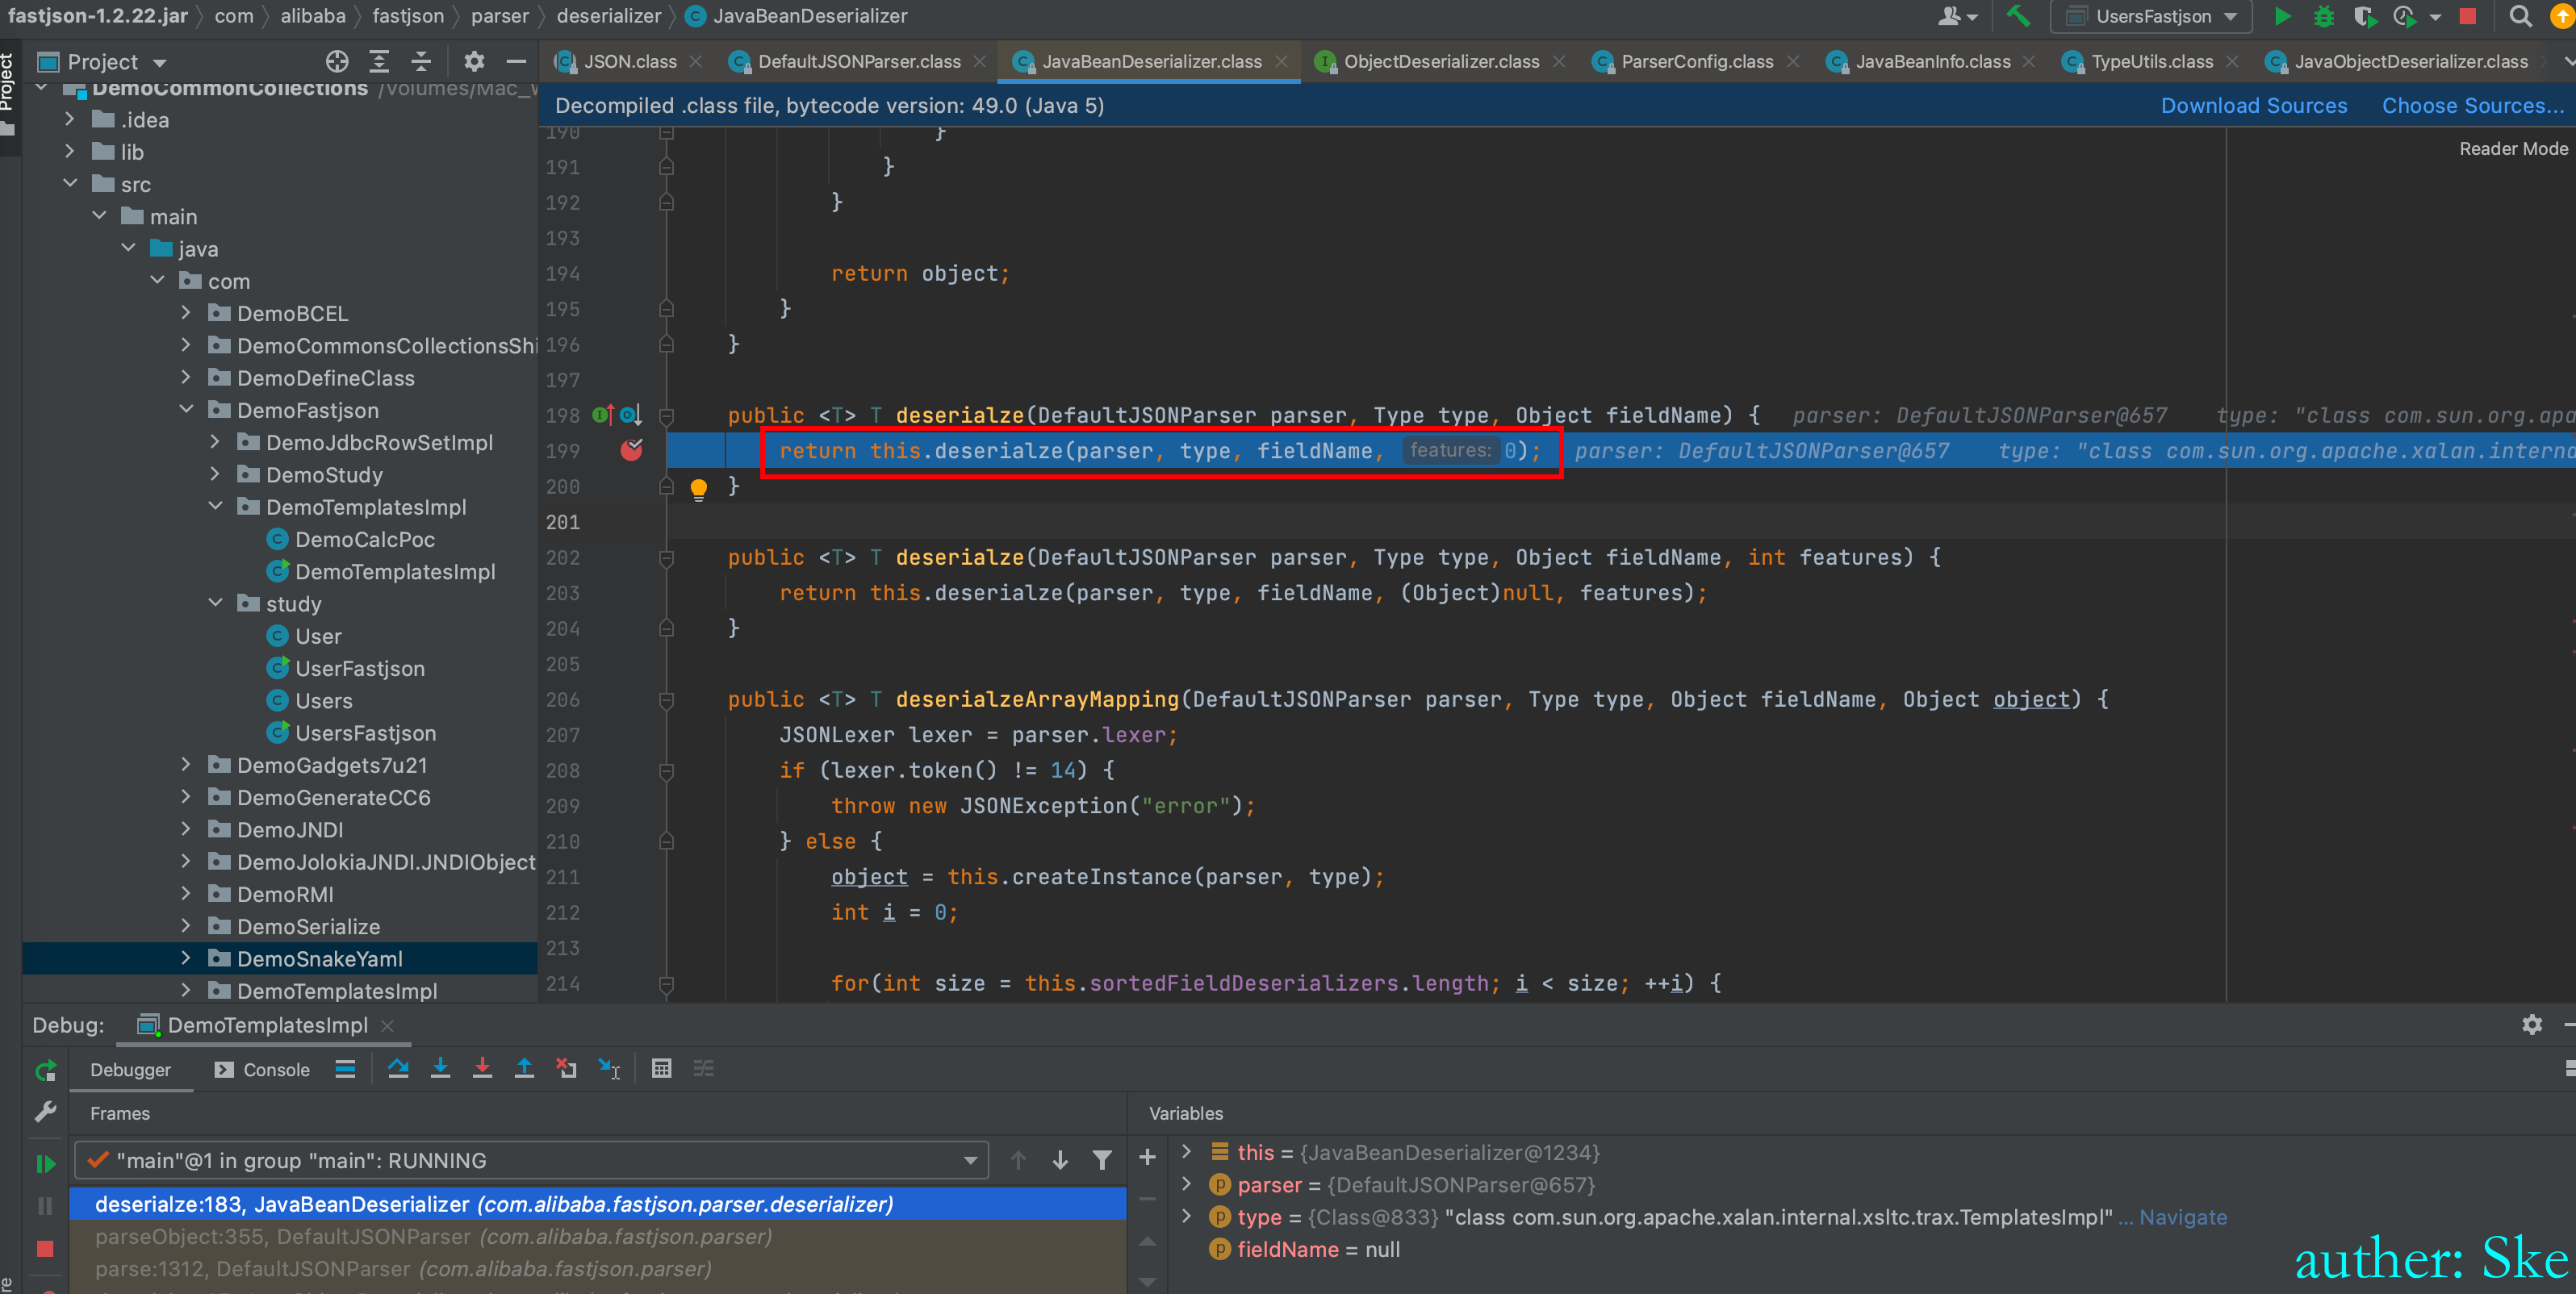 fastjson-1.2.22.jar com alibaba fastjson parser deserializer JavaBeanDeserializer UsersFastjson
Project
Project JSON.class DefaultJSONParser.class JavaBeanDeserializer.class ObjectDeserializer.class ParserConfig.class JavaBeanInfo.class TypeUtils.class JavaObjectDeserializer.class
Decompiled .class file, bytecode version: 49.0 (Java 5) Download Sources Choose Sources...
Reader Mode
DemoCommonCollections /Volumes/Mac_
.idea
lib
src
main
java
com
DemoBCEL
DemoCommonsCollectionsShi
DemoDefineClass
DemoFastjson
DemoJdbcRowSetImpl
DemoStudy
DemoTemplatesImpl
DemoCalcPoc
DemoTemplatesImpl
study
User
UserFastjson
Users
UsersFastjson
DemoGadgets7u21
DemoGenerateCC6
DemoJNDI
DemoJolokiaJNDI.JNDIObject
DemoRMI
DemoSerialize
DemoSnakeYaml
DemoTemplatesImpl
190 }
191 }
192 }
193
194 return object;
195 }
196 }
197
198 public <T> T deserialze(DefaultJSONParser parser, Type type, Object fieldName) { parser: DefaultJSONParser@657 type: "class com.sun.org.apa
199 return this.deserialze(parser, type, fieldName, features: 0); parser: DefaultJSONParser@657 type: "class com.sun.org.apache.xalan.interna
200 }
201
202 public <T> T deserialze(DefaultJSONParser parser, Type type, Object fieldName, int features) {
203 return this.deserialze(parser, type, fieldName, (Object)null, features);
204 }
205
206 public <T> T deserialzeArrayMapping(DefaultJSONParser parser, Type type, Object fieldName, Object object) {
207 JSONLexer lexer = parser.lexer;
208 if (lexer.token() != 14) {
209 throw new JSONException("error");
210 } else {
211 object = this.createInstance(parser, type);
212 int i = 0;
213
214 for(int size = this.sortedFieldDeserializers.length; i < size; ++i) {
Debug: DemoTemplatesImpl
Debugger Console
Frames
"main"@1 in group "main": RUNNING
deserialze:183, JavaBeanDeserializer (com.alibaba.fastjson.parser.deserializer)
parseObject:355, DefaultJSONParser (com.alibaba.fastjson.parser)
parse:1312, DefaultJSONParser (com.alibaba.fastjson.parser)
Variables
this = {JavaBeanDeserializer@1234}
parser = {DefaultJSONParser@657}
type = {Class@833} "class com.sun.org.apache.xalan.internal.xsltc.trax.TemplatesImpl" ... Navigate
fieldName = null
auther: Ske